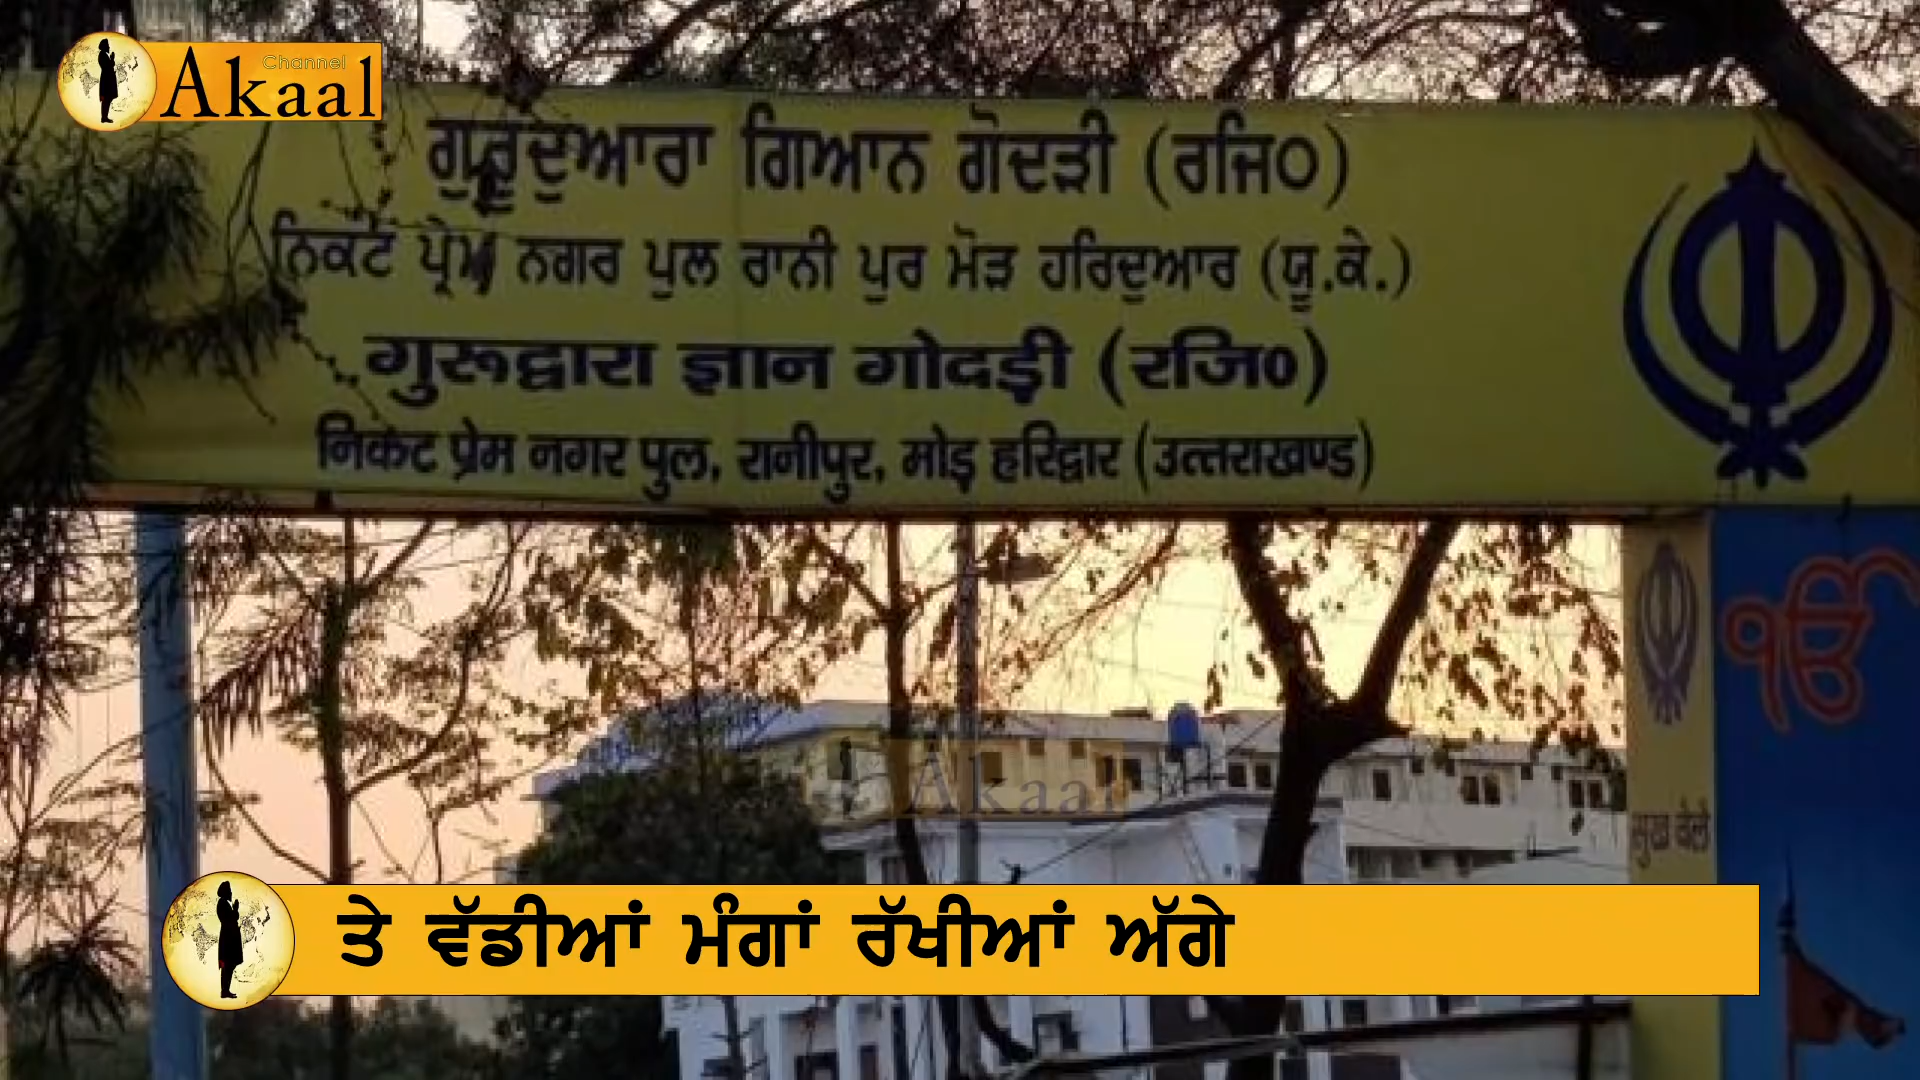 Channel
Akaal
ਗੁਰੂਦੁਆਰਾ ਗਿਆਨ ਗੋਦੜੀ (ਰਜਿ੦)
ਨਿਕਟ ਪ੍ਰੇਮ ਨਗਰ ਪੁਲ ਰਾਨੀ ਪੁਰ ਮੋੜ ਹਰਿਦੁਆਰ (ਯੂ.ਕੇ.)
गुरूद्वारा ज्ञान गोदड़ी (रजि०)
निकट प्रेम नगर पुल, रानीपुर, मोड़ हरिद्वार (उत्तराखण्ड)
ੴ
Akaal
ਤੇ ਵੱਡੀਆਂ ਮੰਗਾਂ ਰੱਖੀਆਂ ਅੱਗੇ